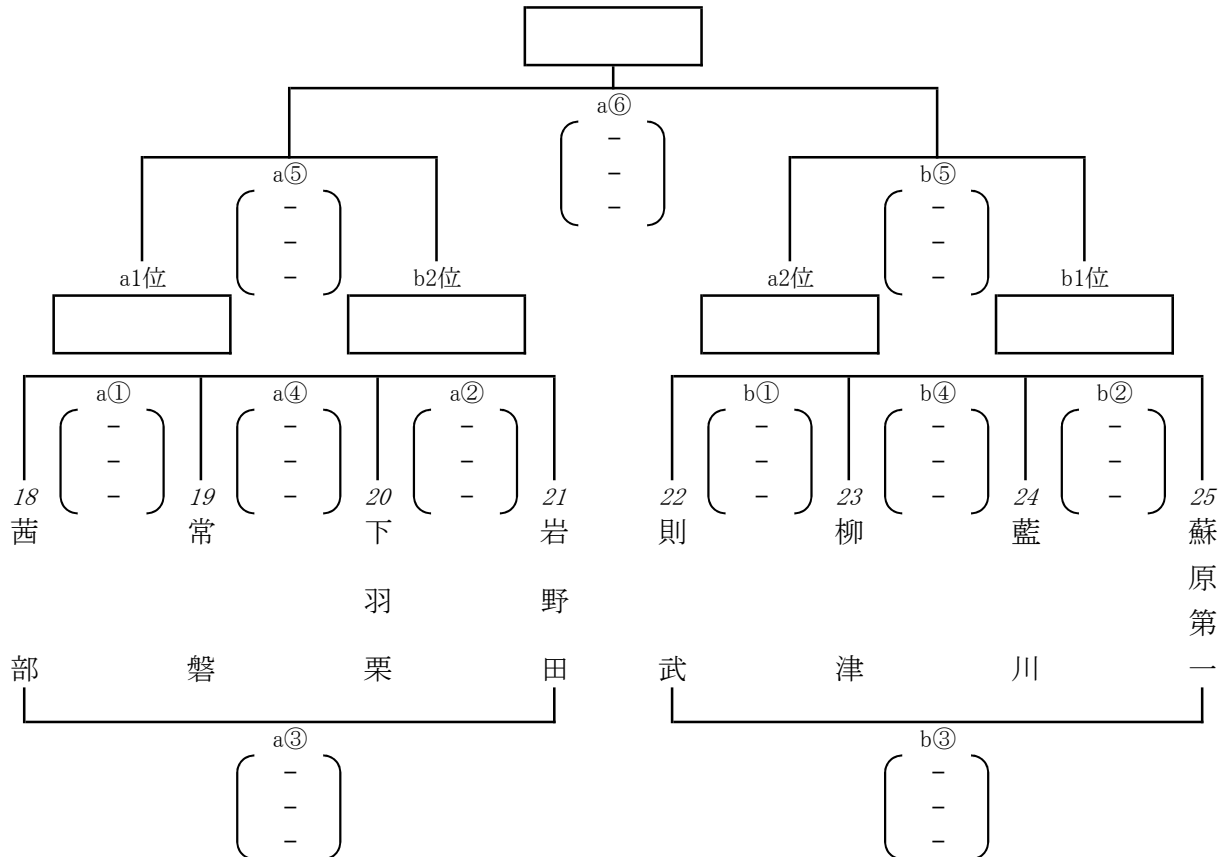 a⑥
-
-
-
a⑤
-
-
-
b⑤
-
-
-
a1位
b2位
a2位
b1位
a①
-
-
-
a④
-
-
-
a②
-
-
-
b①
-
-
-
b④
-
-
-
b②
-
-
-
18
茜部
19
常磐
20
下羽栗
21
岩野田
22
則武
23
柳津
24
藍川
25
蘇原第一
a③
-
-
-
b③
-
-
-